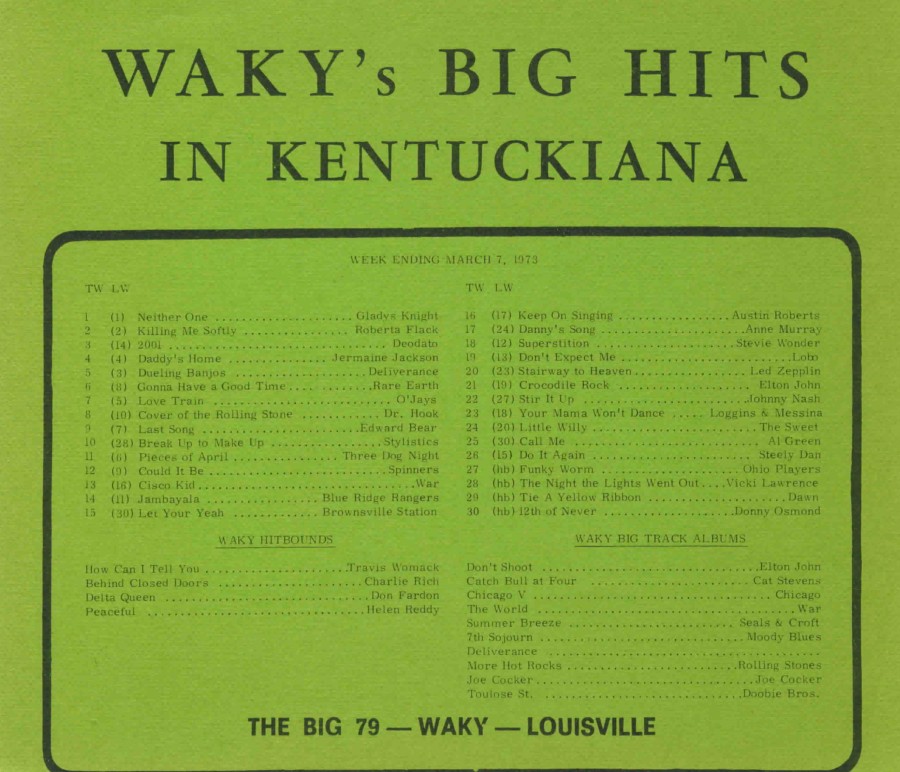 WAKY's BIG HITS
IN KENTUCKIANA
WEEK ENDING MARCH 7, 1973
TW LW
1 (1) Neither One .................... Gladys Knight
2 (2) Killing Me Softly ............... Roberta Flack
3 (14) 2001 ................................ Deodato
4 (4) Daddy's Home .............. Jermaine Jackson
5 (3) Dueling Banjos .................... Deliverance
6 (8) Gonna Have a Good Time ............ Rare Earth
7 (5) Love Train ........................... O'Jays
8 (10) Cover of the Rolling Stone ............ Dr. Hook
9 (7) Last Song ........................ Edward Bear
10 (28) Break Up to Make Up ................ Stylistics
11 (6) Pieces of April ................ Three Dog Night
12 (9) Could It Be .......................... Spinners
13 (16) Cisco Kid ................................ War
14 (11) Jambayala ................ Blue Ridge Rangers
15 (30) Let Your Yeah ............. Brownsville Station
WAKY HITBOUNDS
How Can I Tell You .................... Travis Womack
Behind Closed Doors ..................... Charlie Rich
Delta Queen ............................. Don Fardon
Peaceful ............................... Helen Reddy
TW LW
16 (17) Keep On Singing ................ Austin Roberts
17 (24) Danny's Song ..................... Anne Murray
18 (12) Superstition ..................... Stevie Wonder
19 (13) Don't Expect Me ........................ Lobo
20 (23) Stairway to Heaven ................ Led Zepplin
21 (19) Crocodile Rock ..................... Elton John
22 (27) Stir It Up ........................ Johnny Nash
23 (18) Your Mama Won't Dance ..... Loggins & Messina
24 (20) Little Willy ........................ The Sweet
25 (30) Call Me ............................ Al Green
26 (15) Do It Again ....................... Steely Dan
27 (hb) Funky Worm ..................... Ohio Players
28 (hb) The Night the Lights Went Out .... Vicki Lawrence
29 (hb) Tie A Yellow Ribbon ..................... Dawn
30 (hb) 12th of Never ................... Donny Osmond
WAKY BIG TRACK ALBUMS
Don't Shoot ............................ Elton John
Catch Bull at Four ....................... Cat Stevens
Chicago V ................................ Chicago
The World ................................... War
Summer Breeze ........................ Seals & Croft
7th Sojourn ........................... Moody Blues
Deliverance ......................................
More Hot Rocks ........................ Rolling Stones
Joe Cocker ............................... Joe Cocker
Toulose St. ............................ Doobie Bros.
THE BIG 79 — WAKY — LOUISVILLE